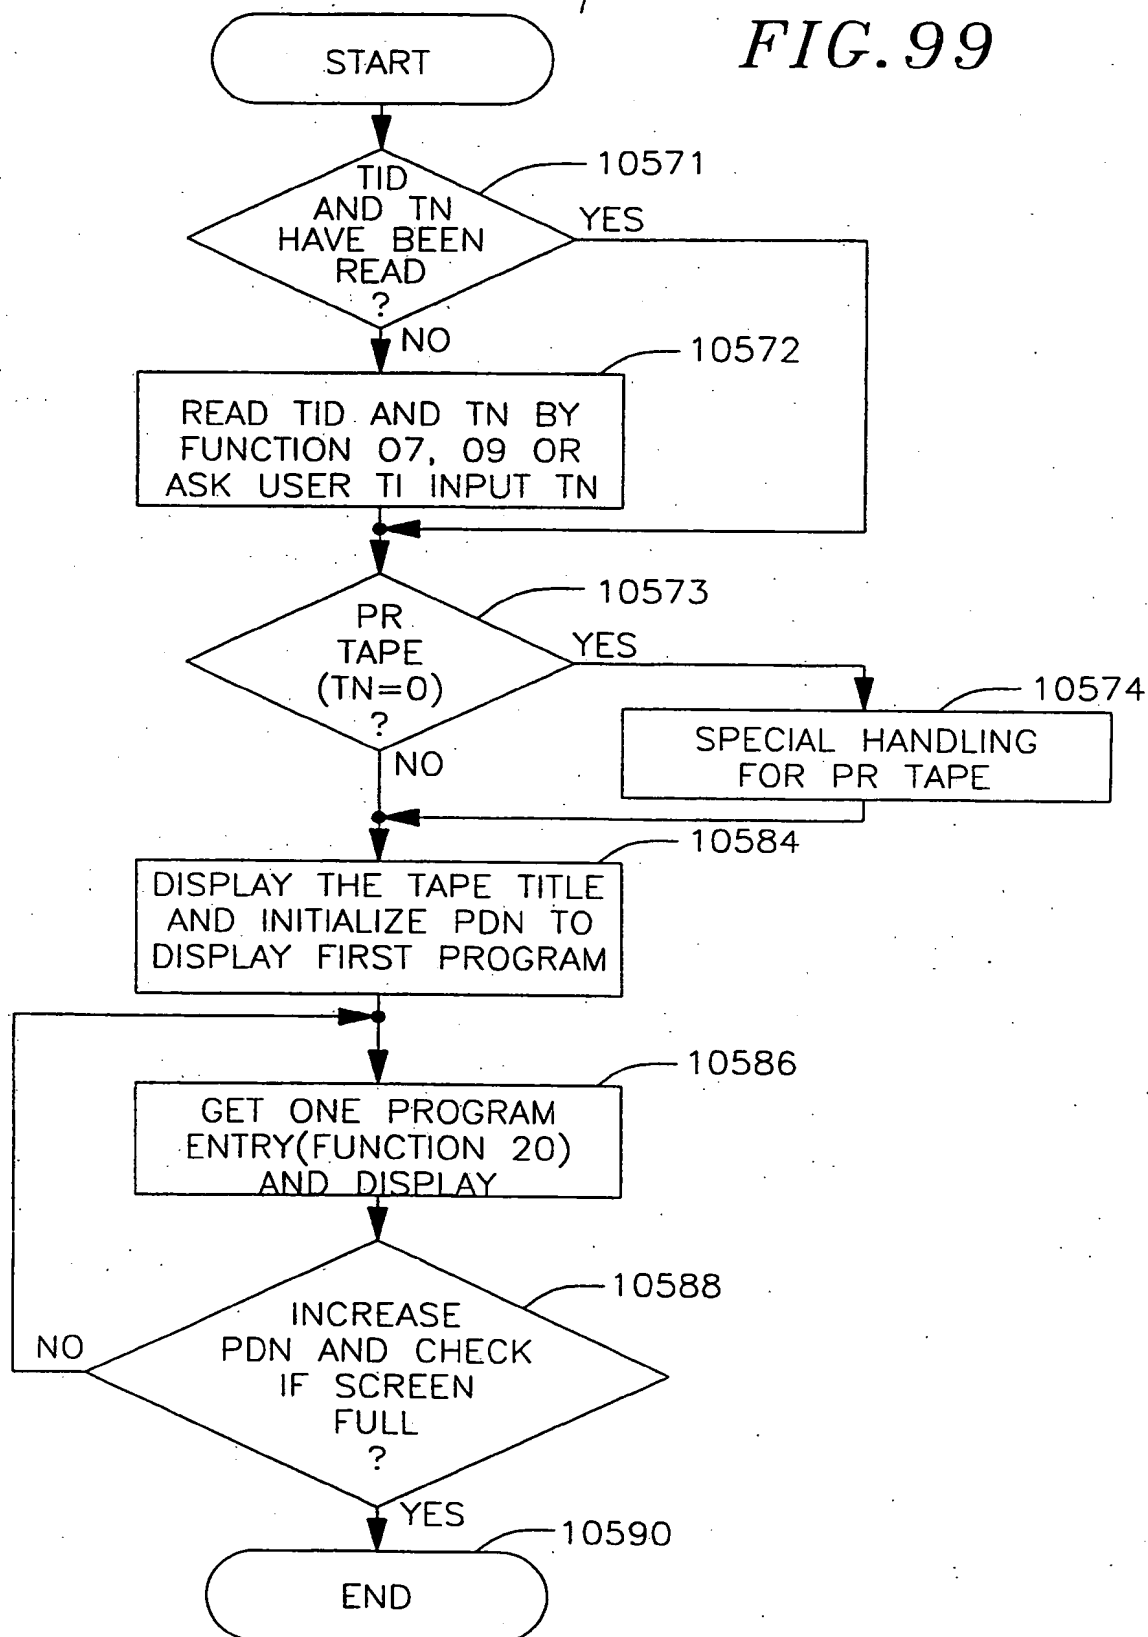 FIG.99
START
10571
TID
AND TN
HAVE BEEN
READ
?
YES
NO
10572
READ TID AND TN BY
FUNCTION 07, 09 OR
ASK USER TI INPUT TN
10573
PR
TAPE
(TN=0)
?
YES
NO
10574
SPECIAL HANDLING
FOR PR TAPE
10584
DISPLAY THE TAPE TITLE
AND INITIALIZE PDN TO
DISPLAY FIRST PROGRAM
10586
GET ONE PROGRAM
ENTRY(FUNCTION 20)
AND DISPLAY
10588
INCREASE
PDN AND CHECK
IF SCREEN
FULL
?
NO
YES
10590
END